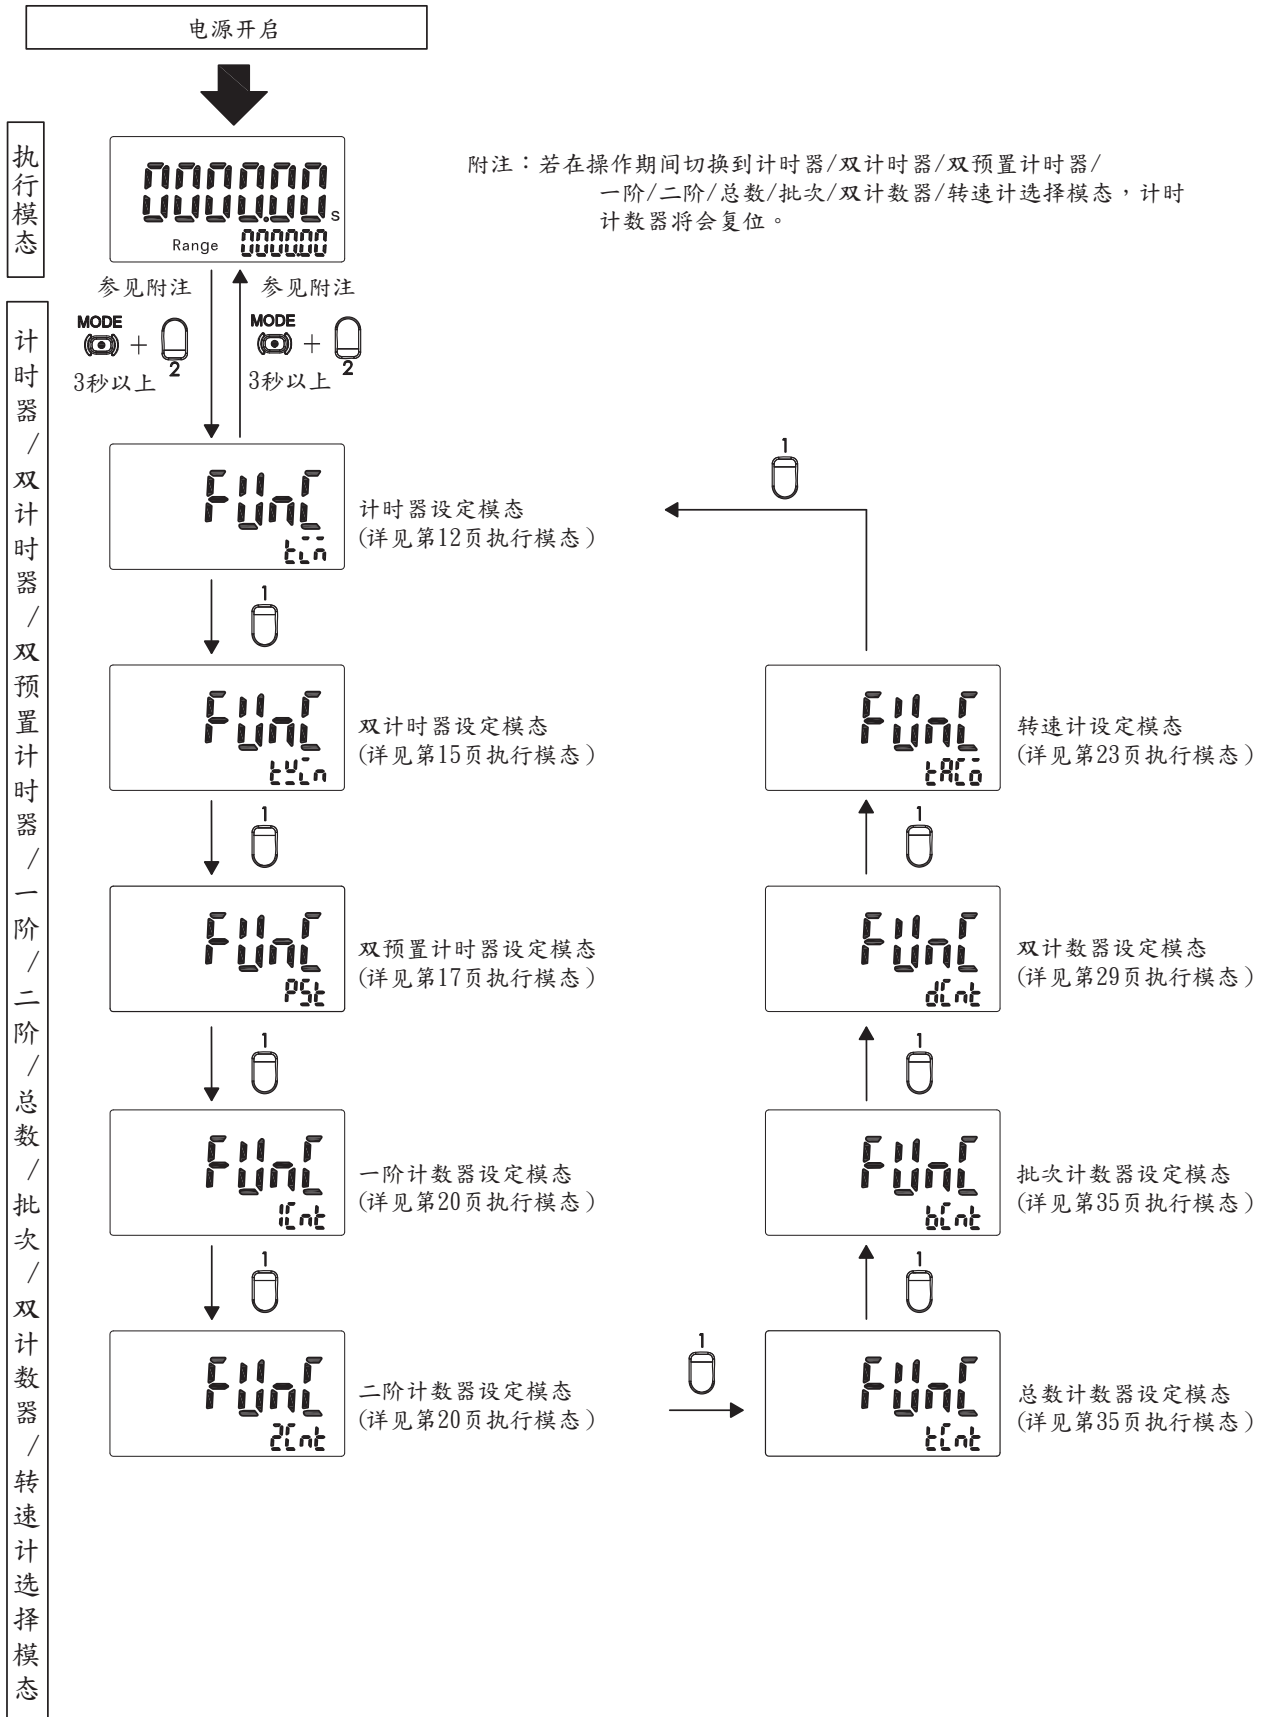 电源开启
执行模态
000000
0000.00 s
Range 0000.00
附注：若在操作期间切换到计时器/双计时器/双预置计时器/
一阶/二阶/总数/批次/双计数器/转速计选择模态，计时
计数器将会复位。
参见附注
参见附注
MODE
+
2
3秒以上
MODE
+
2
3秒以上
计时器/双计时器/双预置计时器/一阶/二阶/总数/批次/双计数器/转速计选择模态
FUnC
tim
计时器设定模态
(详见第12页执行模态)
1
1
FUnC
twin
双计时器设定模态
(详见第15页执行模态)
FUnC
tACo
转速计设定模态
(详见第23页执行模态)
1
1
FUnC
PSt
双预置计时器设定模态
(详见第17页执行模态)
FUnC
dCnt
双计数器设定模态
(详见第29页执行模态)
1
1
FUnC
1Cnt
一阶计数器设定模态
(详见第20页执行模态)
FUnC
bCnt
批次计数器设定模态
(详见第35页执行模态)
1
1
FUnC
2Cnt
二阶计数器设定模态
(详见第20页执行模态)
1
FUnC
tCnt
总数计数器设定模态
(详见第35页执行模态)